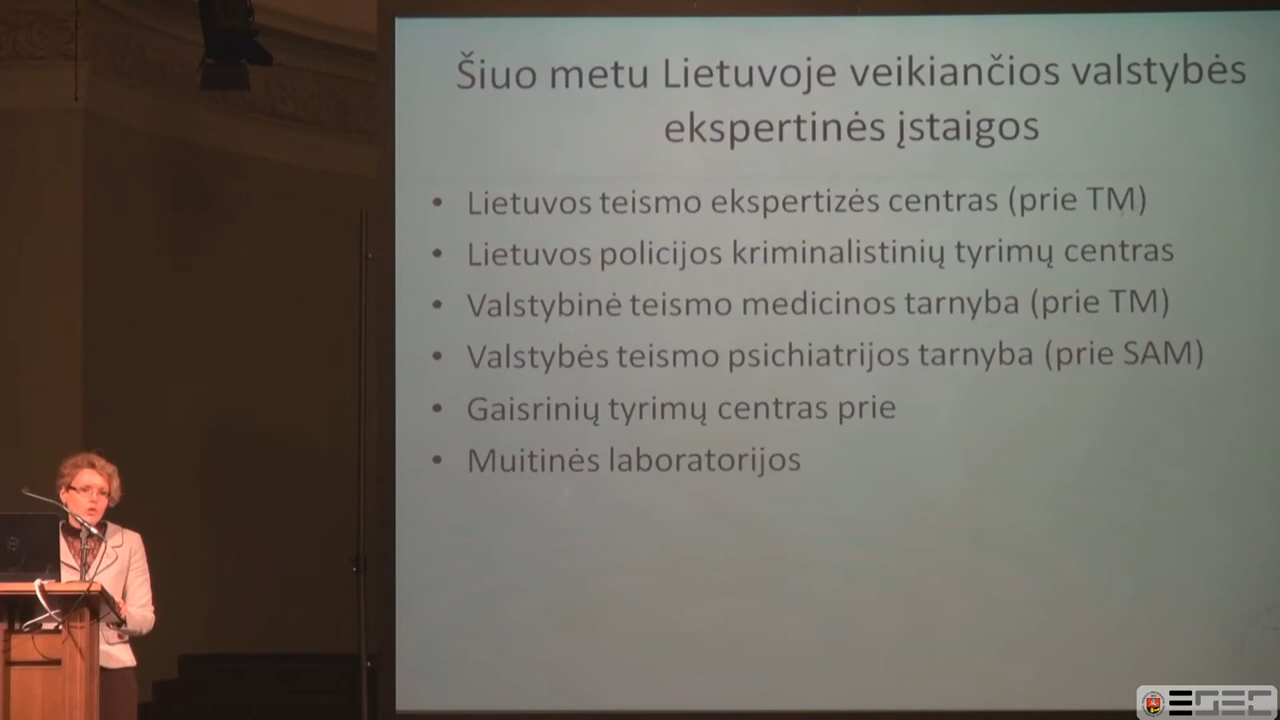 Šiuo metu Lietuvoje veikiančios valstybės
ekspertinės įstaigos
• Lietuvos teismo ekspertizės centras (prie TM)
• Lietuvos policijos kriminalistinių tyrimų centras
• Valstybinė teismo medicinos tarnyba (prie TM)
• Valstybės teismo psichiatrijos tarnyba (prie SAM)
• Gaisrinių tyrimų centras prie
• Muitinės laboratorijos
EGEC